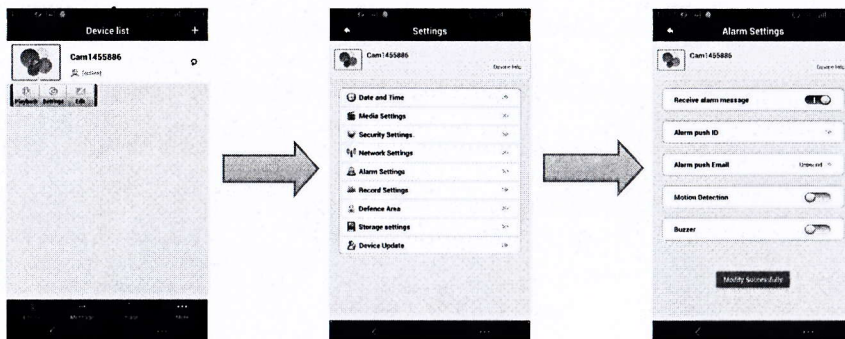 Device list
+
Cam1455886
Playback Settings Edit
Settings
Cam1455886
Date and Time
Media Settings
Security Settings
Network Settings
Alarm Settings
Record Settings
Defence Area
Storage settings
Device Update
Alarm Settings
Cam1455886
Receive alarm message
Alarm push ID
Alarm push Email
Motion Detection
Buzzer
Modify Successfully